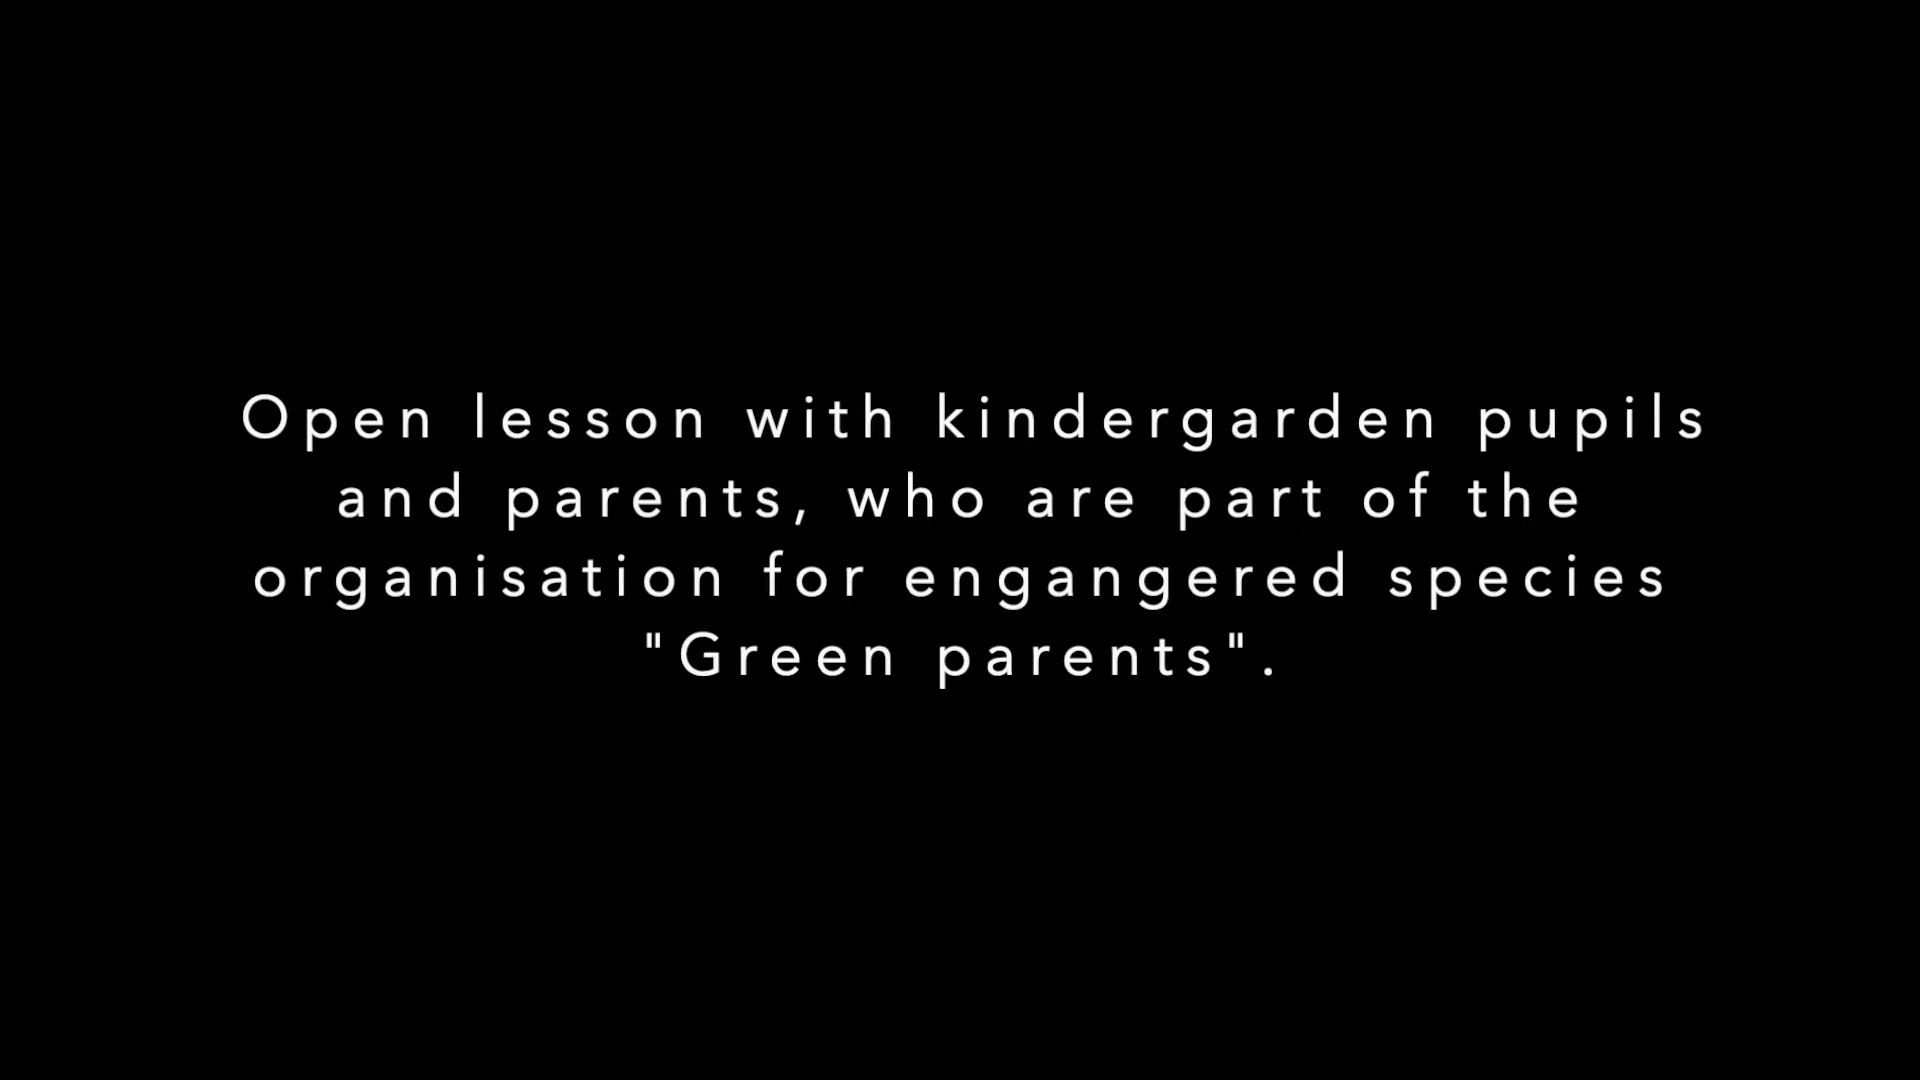 Open lesson with kindergarden pupils
and parents, who are part of the
organisation for engangered species
"Green parents".